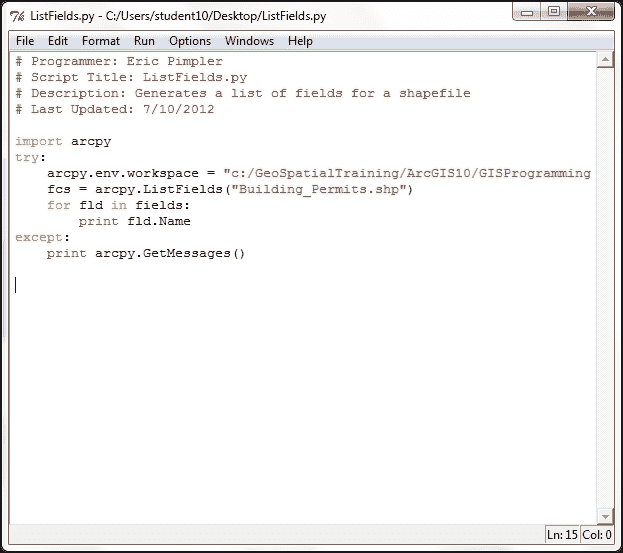 ListFields.py - C:/Users/student10/Desktop/ListFields.py
File Edit Format Run Options Windows Help
# Programmer: Eric Pimpler
# Script Title: ListFields.py
# Description: Generates a list of fields for a shapefile
# Last Updated: 7/10/2012
import arcpy
try:
    arcpy.env.workspace = "c:/GeoSpatialTraining/ArcGIS10/GISProgramming
    fcs = arcpy.ListFields("Building_Permits.shp")
    for fld in fields:
        print fld.Name
except:
    print arcpy.GetMessages()
Ln: 15 Col: 0